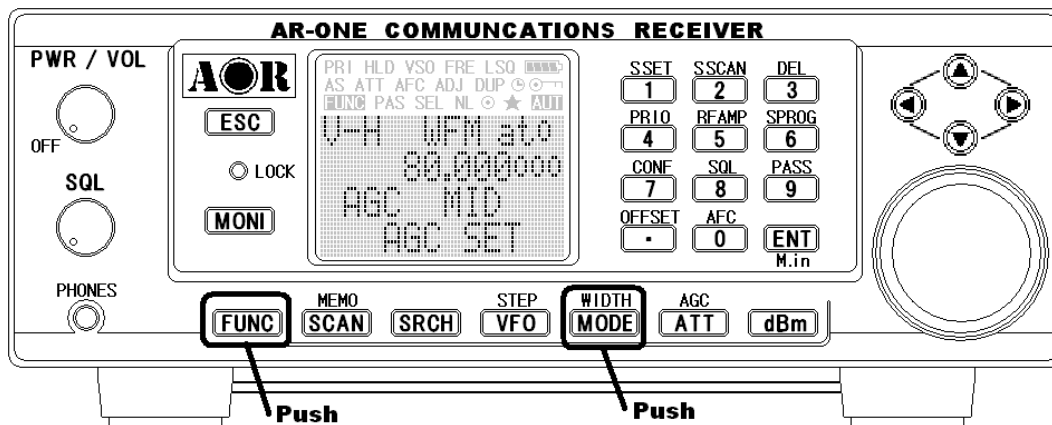 AR-ONE COMMUNCATIONS RECEIVER
PWR / VOL
OFF
SQL
PHONES
AOR
ESC
LOCK
MONI
PRI HLD VSO FRE LSQ
AS ATT AFC ADJ DUP
FUNC PAS SEL NL AUT
V-H WFM ato
80.000000
AGC MID
AGC SET
SSET SSCAN DEL
1 2 3
PRIO RFAMP SPROG
4 5 6
CONF SQL PASS
7 8 9
OFFSET AFC
. 0 ENT
M.in
MEMO STEP WIDTH AGC
FUNC SCAN SRCH VFO MODE ATT dBm
Push Push